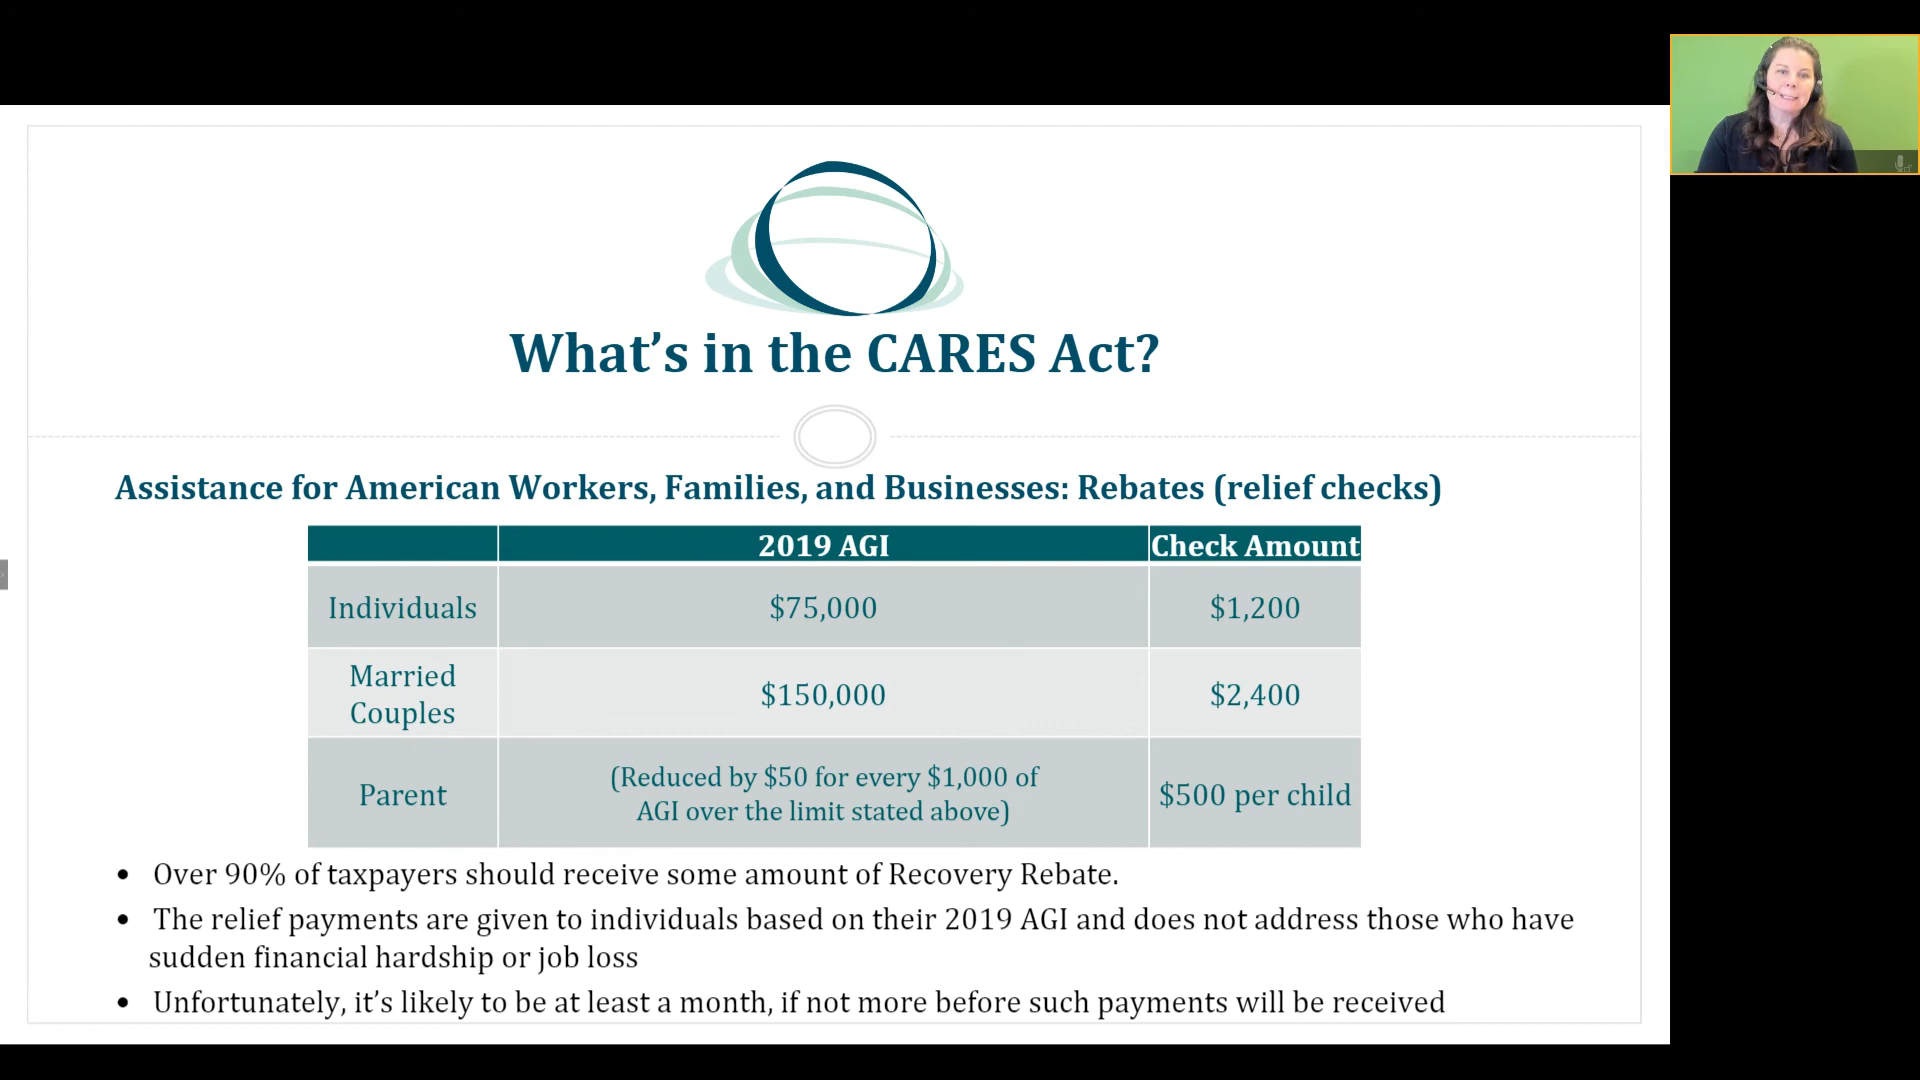 What's in the CARES Act?
Assistance for American Workers, Families, and Businesses: Rebates (relief checks)
2019 AGI
Check Amount
Individuals
$75,000
$1,200
Married
Couples
$150,000
$2,400
Parent
(Reduced by $50 for every $1,000 of
AGI over the limit stated above)
$500 per child
• Over 90% of taxpayers should receive some amount of Recovery Rebate.
• The relief payments are given to individuals based on their 2019 AGI and does not address those who have
sudden financial hardship or job loss
• Unfortunately, it's likely to be at least a month, if not more before such payments will be received